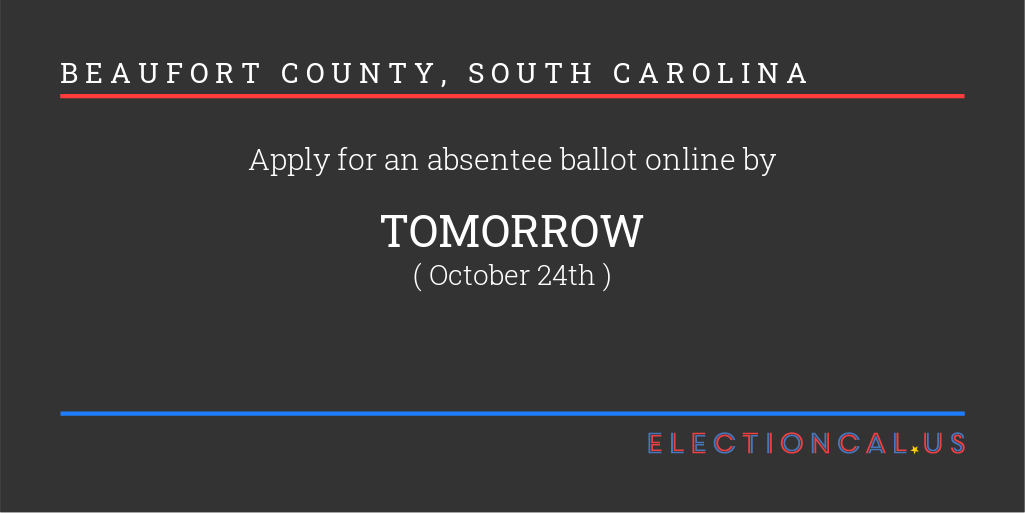 BEAUFORT COUNTY, SOUTH CAROLINA
Apply for an absentee ballot online by
TOMORROW
( October 24th )
ELECTIONCAL.US